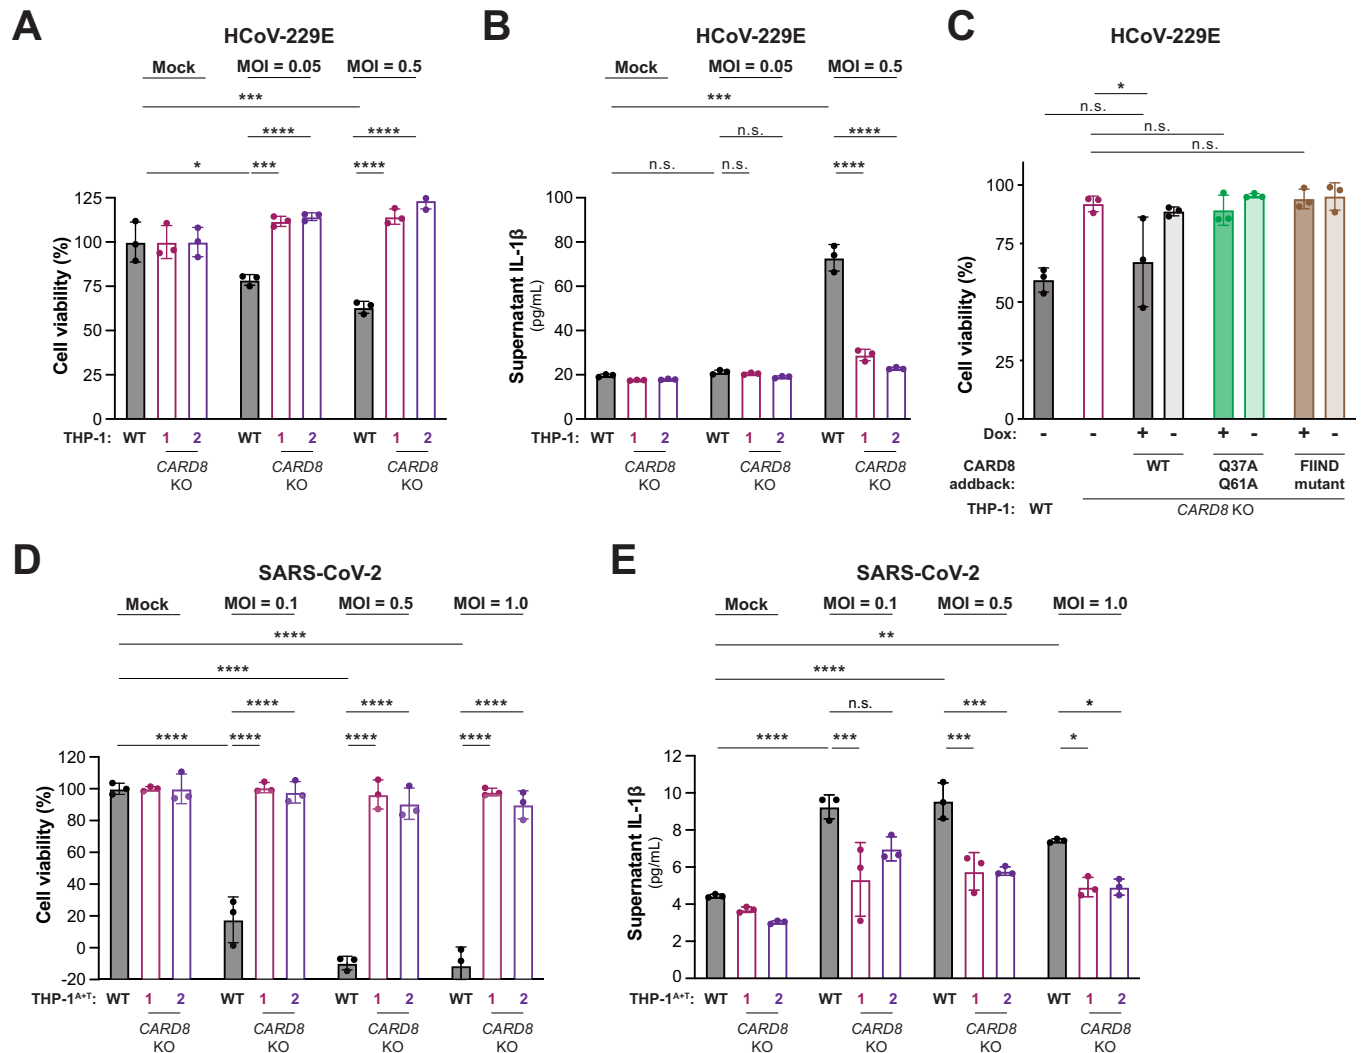 A
HCoV-229E
Mock MOI = 0.05 MOI = 0.5
***
**** ****
* *** ****
Cell viability (%)
125
100
75
50
25
0
THP-1: WT 1 2 WT 1 2 WT 1 2
CARD8 CARD8 CARD8
KO KO KO
B
HCoV-229E
Mock MOI = 0.05 MOI = 0.5
***
n.s. ****
n.s. n.s. ****
Supernatant IL-1β
(pg/mL)
100
80
60
40
20
0
THP-1: WT 1 2 WT 1 2 WT 1 2
CARD8 CARD8 CARD8
KO KO KO
C
HCoV-229E
*
n.s.
n.s.
n.s.
Cell viability (%)
100
75
50
25
0
Dox: - - + - + - + -
CARD8 WT Q37A FIIND
addback: Q61A mutant
THP-1: WT CARD8 KO
D
SARS-CoV-2
Mock MOI = 0.1 MOI = 0.5 MOI = 1.0
****
****
**** **** ****
**** **** **** ****
Cell viability (%)
120
100
80
60
40
20
0
-20
THP-1A+T: WT 1 2 WT 1 2 WT 1 2 WT 1 2
CARD8 CARD8 CARD8 CARD8
KO KO KO KO
E
SARS-CoV-2
Mock MOI = 0.1 MOI = 0.5 MOI = 1.0
**
****
n.s. *** *
**** *** *** *
Supernatant IL-1β
(pg/mL)
12
10
8
6
4
2
0
THP-1A+T: WT 1 2 WT 1 2 WT 1 2 WT 1 2
CARD8 CARD8 CARD8 CARD8
KO KO KO KO